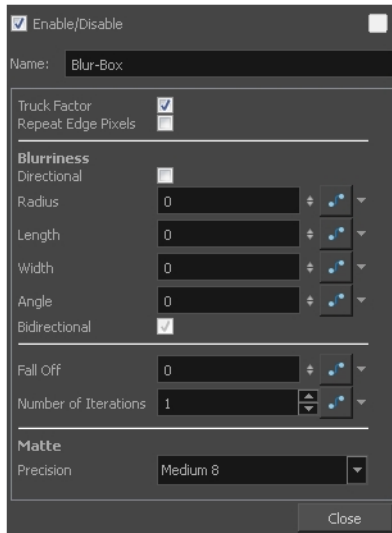 Enable/Disable
Name: Blur-Box
Truck Factor
Repeat Edge Pixels
Blurriness
Directional
Radius 0
Length 0
Width 0
Angle 0
Bidirectional
Fall Off 0
Number of Iterations 1
Matte
Precision Medium 8
Close